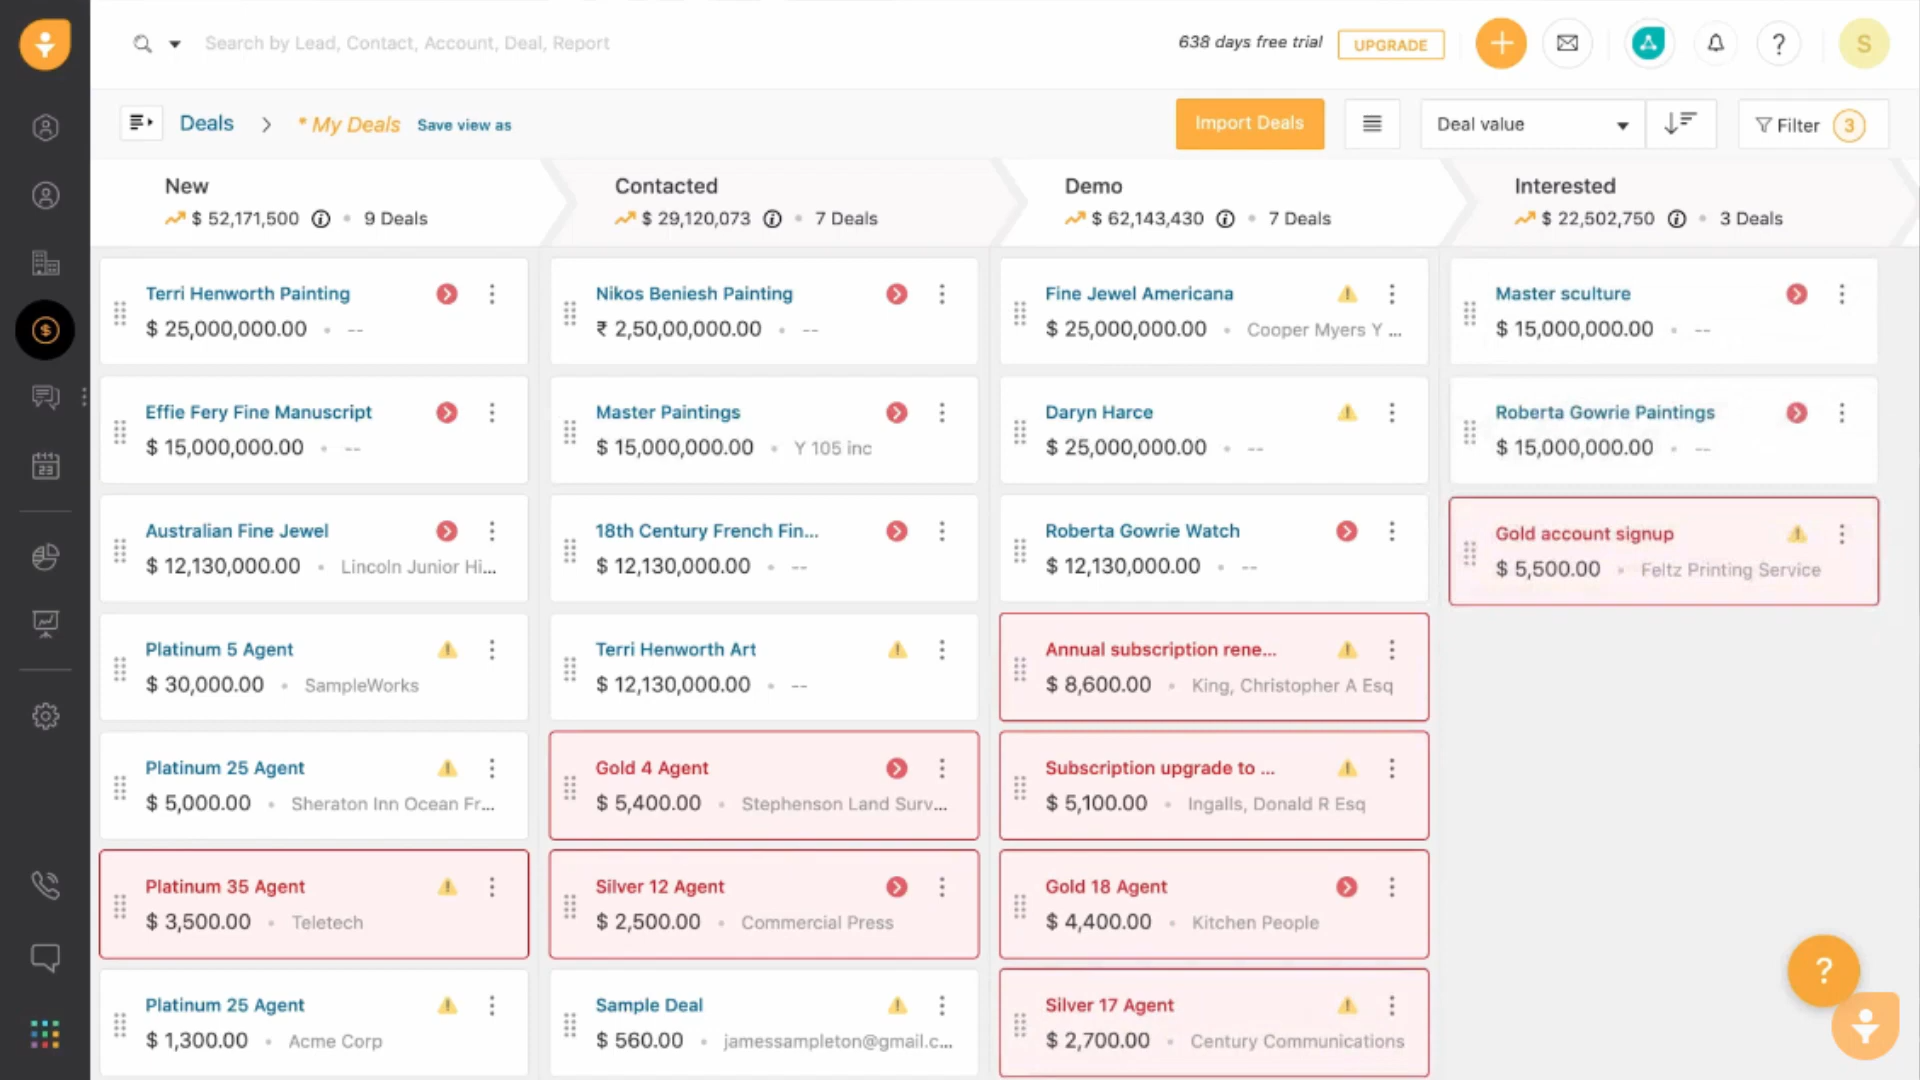 Search by Lead, Contact, Account, Deal, Report
638 days free trial
UPGRADE
?
S
Deals > * My Deals Save view as
Import Deals
Deal value
Filter 3
New
$ 52,171,500 • 9 Deals
Contacted
$ 29,120,073 • 7 Deals
Demo
$ 62,143,430 • 7 Deals
Interested
$ 22,502,750 • 3 Deals
Terri Henworth Painting
$ 25,000,000.00 • --
Effie Fery Fine Manuscript
$ 15,000,000.00 • --
Australian Fine Jewel
$ 12,130,000.00 • Lincoln Junior Hi...
Platinum 5 Agent
$ 30,000.00 • SampleWorks
Platinum 25 Agent
$ 5,000.00 • Sheraton Inn Ocean Fr...
Platinum 35 Agent
$ 3,500.00 • Teletech
Platinum 25 Agent
$ 1,300.00 • Acme Corp
Nikos Beniesh Painting
₹ 2,50,00,000.00 • --
Master Paintings
$ 15,000,000.00 • Y 105 inc
18th Century French Fin...
$ 12,130,000.00 • --
Terri Henworth Art
$ 12,130,000.00 • --
Gold 4 Agent
$ 5,400.00 • Stephenson Land Surv...
Silver 12 Agent
$ 2,500.00 • Commercial Press
Sample Deal
$ 560.00 • jamessampleton@gmail.c...
Fine Jewel Americana
$ 25,000,000.00 • Cooper Myers Y ...
Daryn Harce
$ 25,000,000.00 • --
Roberta Gowrie Watch
$ 12,130,000.00 • --
Annual subscription rene...
$ 8,600.00 • King, Christopher A Esq
Subscription upgrade to ...
$ 5,100.00 • Ingalls, Donald R Esq
Gold 18 Agent
$ 4,400.00 • Kitchen People
Silver 17 Agent
$ 2,700.00 • Century Communications
Master sculture
$ 15,000,000.00 • --
Roberta Gowrie Paintings
$ 15,000,000.00 • --
Gold account signup
$ 5,500.00 • Feltz Printing Service
23
?